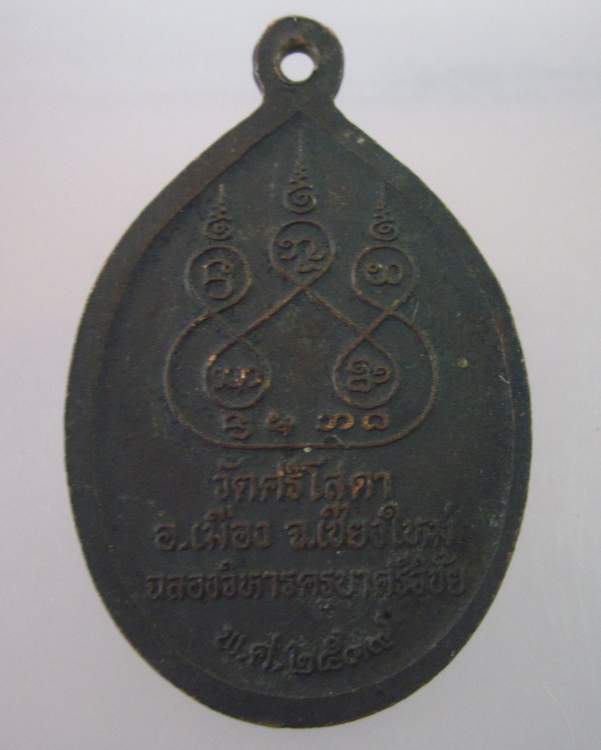 วัดศรีโสดา
อ.เมือง จ.เชียงใหม่
ฉลองวิหารครูบาศรีวิชัย
พ.ศ.๒๕๓๙